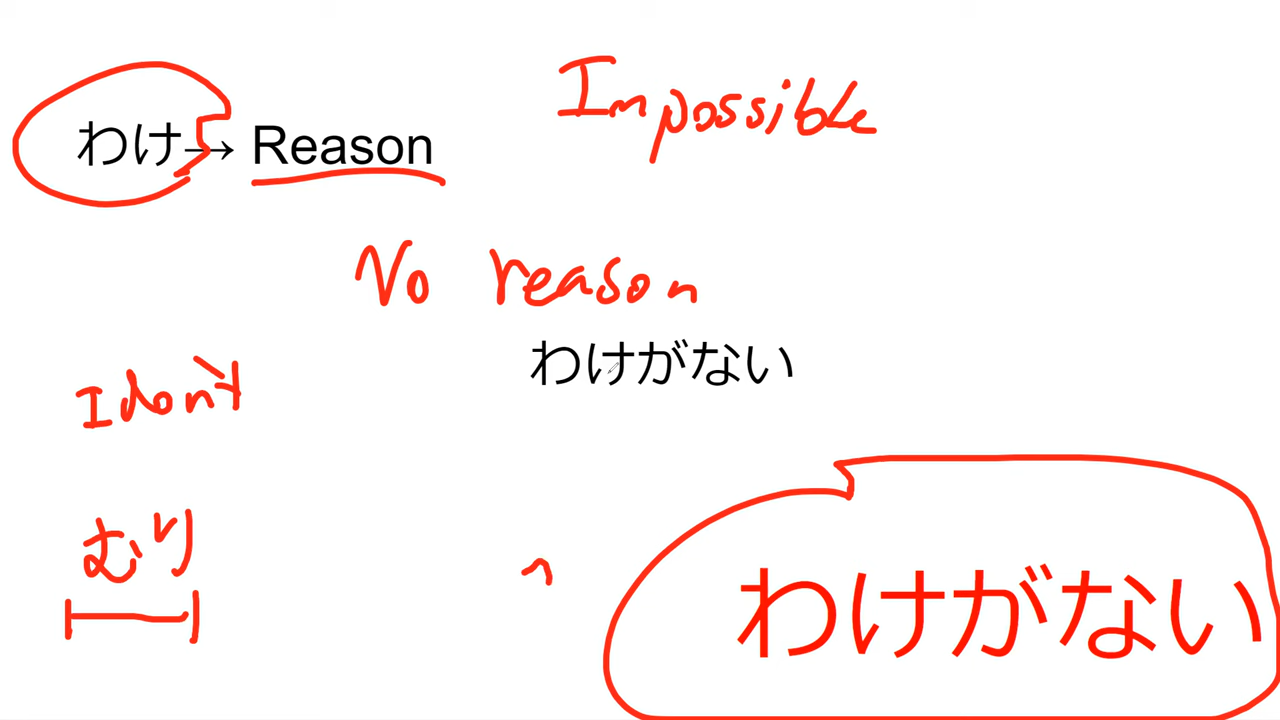 Impossible
わけ→ Reason
No reason
わけがない
I don't
むり
わけがない